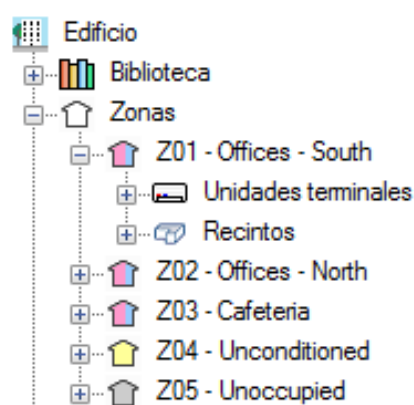 Edificio
Biblioteca
Zonas
Z01 - Offices - South
Unidades terminales
Recintos
Z02 - Offices - North
Z03 - Cafeteria
Z04 - Unconditioned
Z05 - Unoccupied